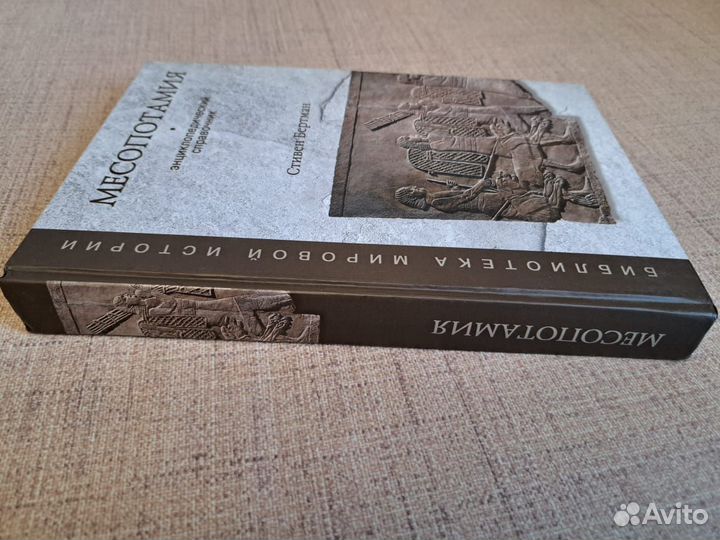 МЕСОПОТАМИЯ
•
энциклопедический
справочник
Стивен Бертман
БИБЛИОТЕКА МИРОВОЙ ИСТОРИИ
МЕСОПОТАМИЯ
Avito